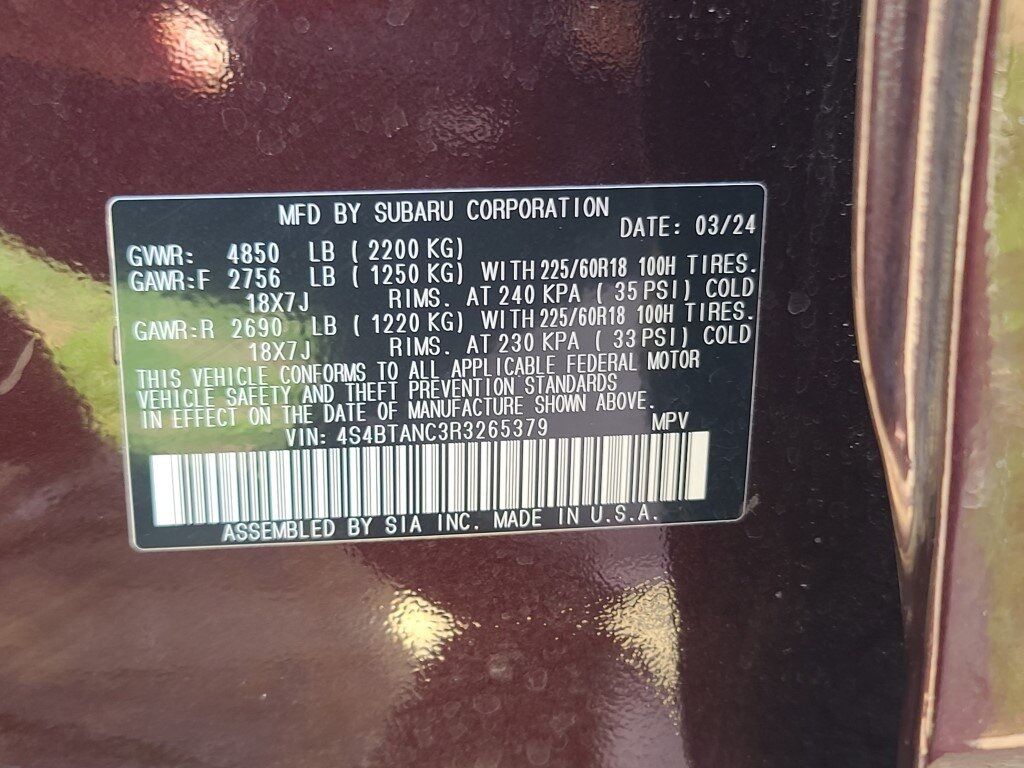 MFD BY SUBARU CORPORATION
DATE: 03/24
GVWR: 4850 LB ( 2200 KG)
GAWR:F 2756 LB ( 1250 KG) WITH 225/60R18 100H TIRES.
18X7J RIMS. AT 240 KPA ( 35 PSI) COLD
GAWR:R 2690 LB ( 1220 KG) WITH 225/60R18 100H TIRES.
18X7J RIMS. AT 230 KPA ( 33 PSI) COLD
THIS VEHICLE CONFORMS TO ALL APPLICABLE FEDERAL MOTOR
VEHICLE SAFETY AND THEFT PREVENTION STANDARDS
IN EFFECT ON THE DATE OF MANUFACTURE SHOWN ABOVE.
VIN: 4S4BTANC3R3265379 MPV
ASSEMBLED BY SIA INC. MADE IN U.S.A.